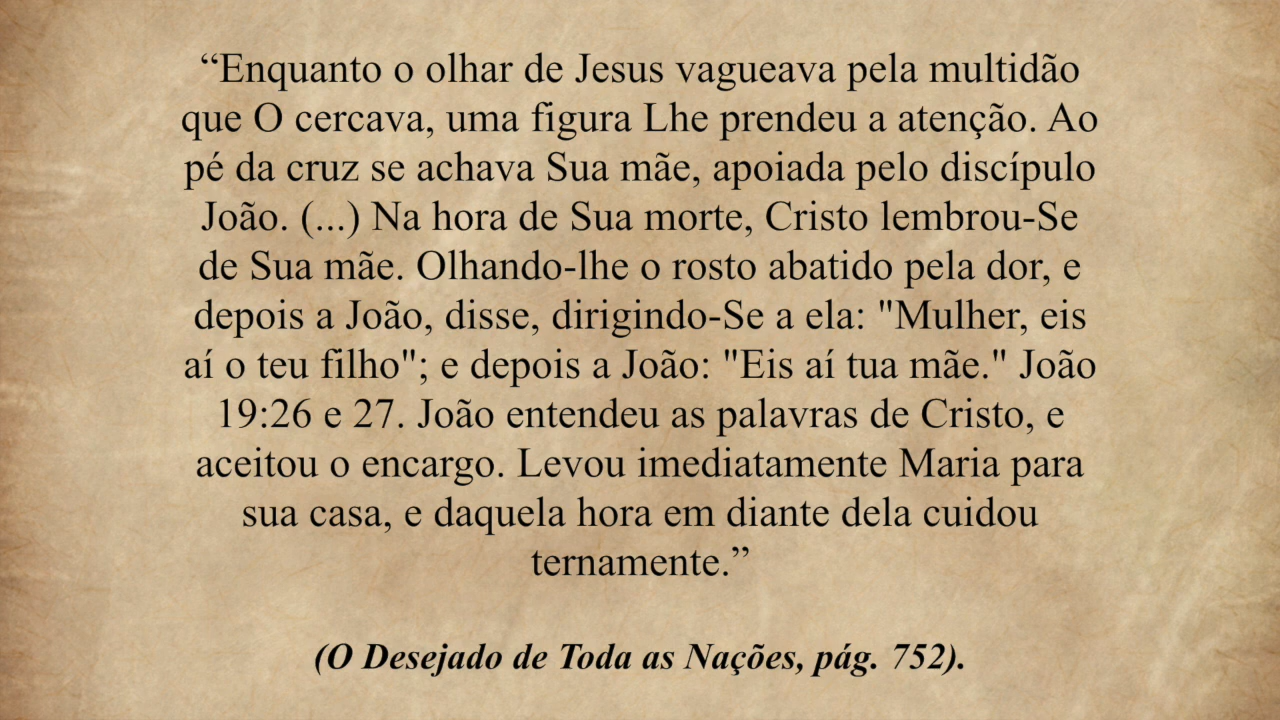 “Enquanto o olhar de Jesus vagueava pela multidão
que O cercava, uma figura Lhe prendeu a atenção. Ao
pé da cruz se achava Sua mãe, apoiada pelo discípulo
João. (...) Na hora de Sua morte, Cristo lembrou-Se
de Sua mãe. Olhando-lhe o rosto abatido pela dor, e
depois a João, disse, dirigindo-Se a ela: "Mulher, eis
aí o teu filho"; e depois a João: "Eis aí tua mãe." João
19:26 e 27. João entendeu as palavras de Cristo, e
aceitou o encargo. Levou imediatamente Maria para
sua casa, e daquela hora em diante dela cuidou
ternamente.”
(O Desejado de Toda as Nações, pág. 752).